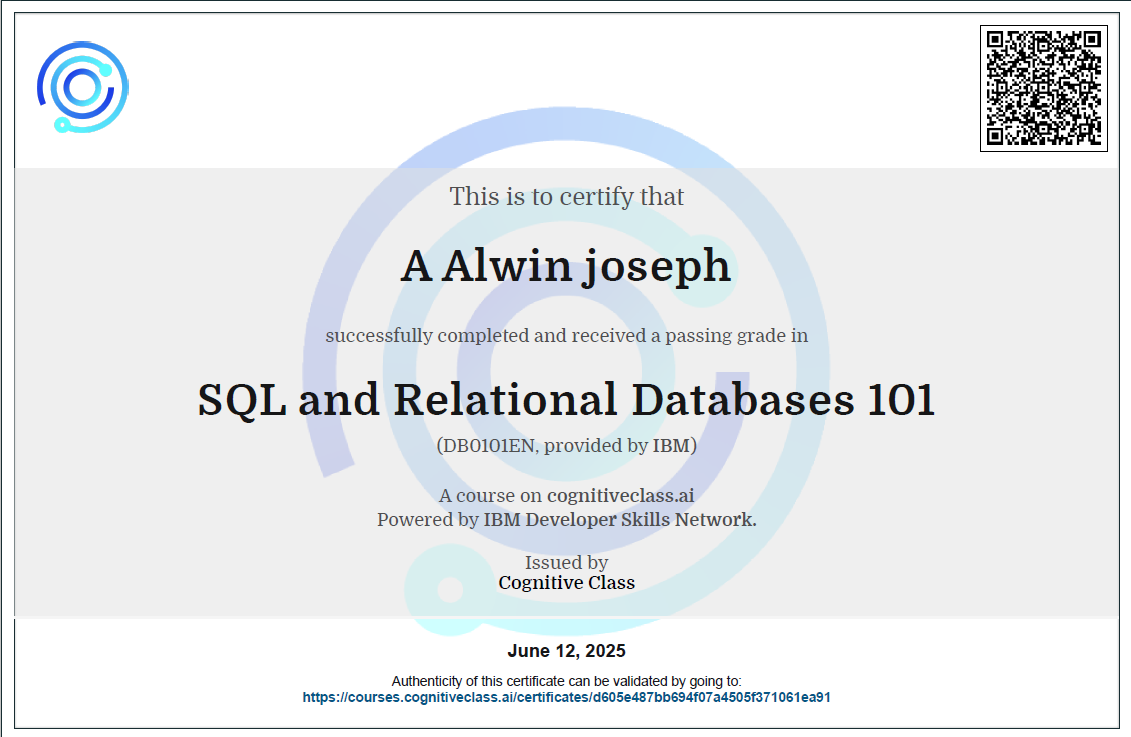 This is to certify that
A Alwin joseph
successfully completed and received a passing grade in
SQL and Relational Databases 101
(DB0101EN, provided by IBM)
A course on cognitiveclass.ai
Powered by IBM Developer Skills Network.
Issued by
Cognitive Class
June 12, 2025
Authenticity of this certificate can be validated by going to:
https://courses.cognitiveclass.ai/certificates/d605e487bb694f07a4505f371061ea91